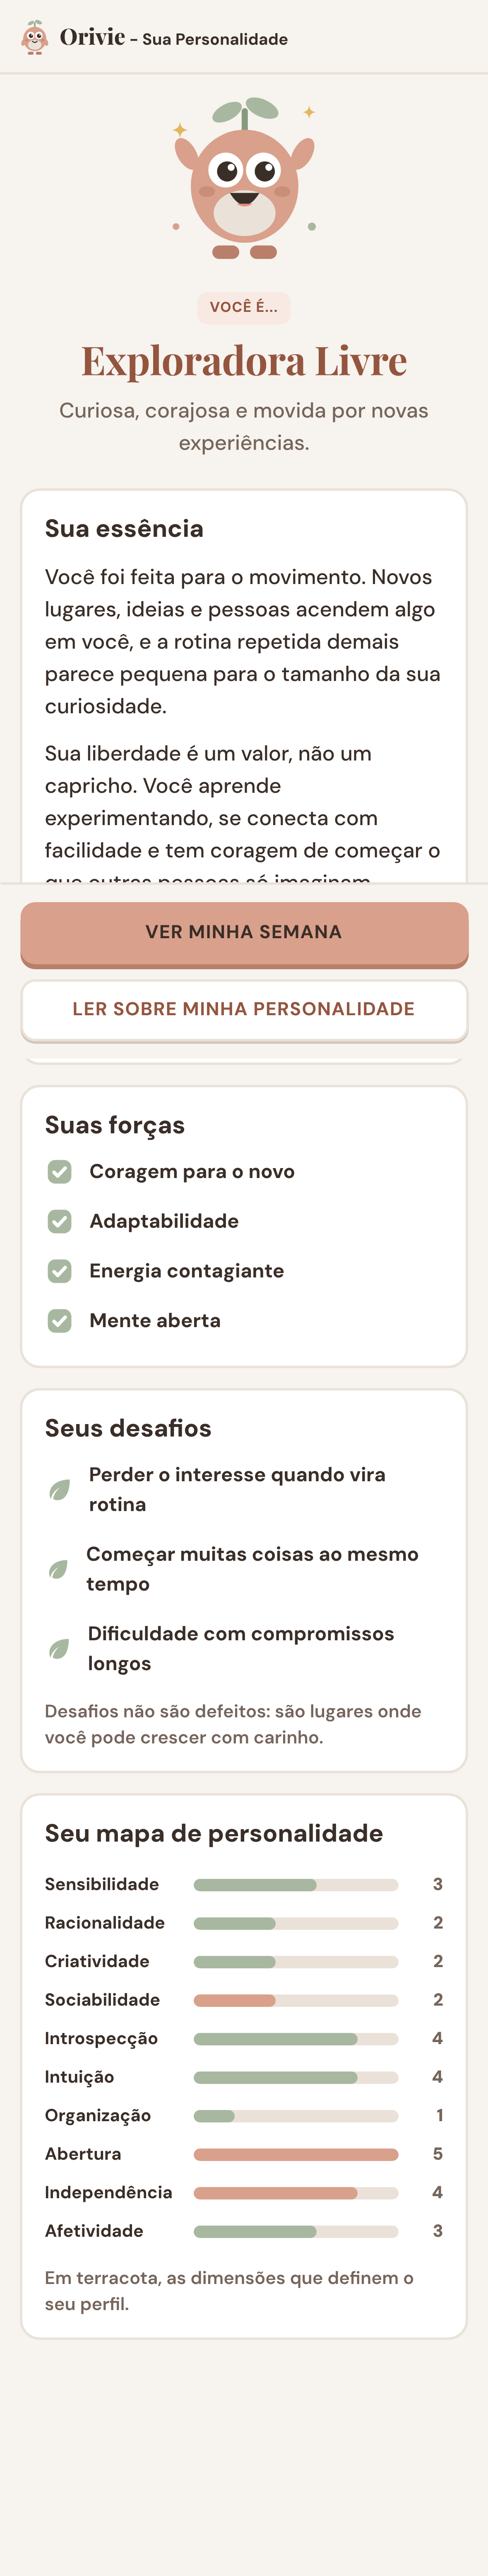 Orivie – Sua Personalidade
VOCÊ É...
Exploradora Livre
Curiosa, corajosa e movida por novas
experiências.
Sua essência
Você foi feita para o movimento. Novos
lugares, ideias e pessoas acendem algo
em você, e a rotina repetida demais
parece pequena para o tamanho da sua
curiosidade.
Sua liberdade é um valor, não um
capricho. Você aprende
experimentando, se conecta com
facilidade e tem coragem de começar o
que outras pessoas só imaginam
VER MINHA SEMANA
LER SOBRE MINHA PERSONALIDADE
Suas forças
Coragem para o novo
Adaptabilidade
Energia contagiante
Mente aberta
Seus desafios
Perder o interesse quando vira
rotina
Começar muitas coisas ao mesmo
tempo
Dificuldade com compromissos
longos
Desafios não são defeitos: são lugares onde
você pode crescer com carinho.
Seu mapa de personalidade
Sensibilidade 3
Racionalidade 2
Criatividade 2
Sociabilidade 2
Introspecção 4
Intuição 4
Organização 1
Abertura 5
Independência 4
Afetividade 3
Em terracota, as dimensões que definem o
seu perfil.